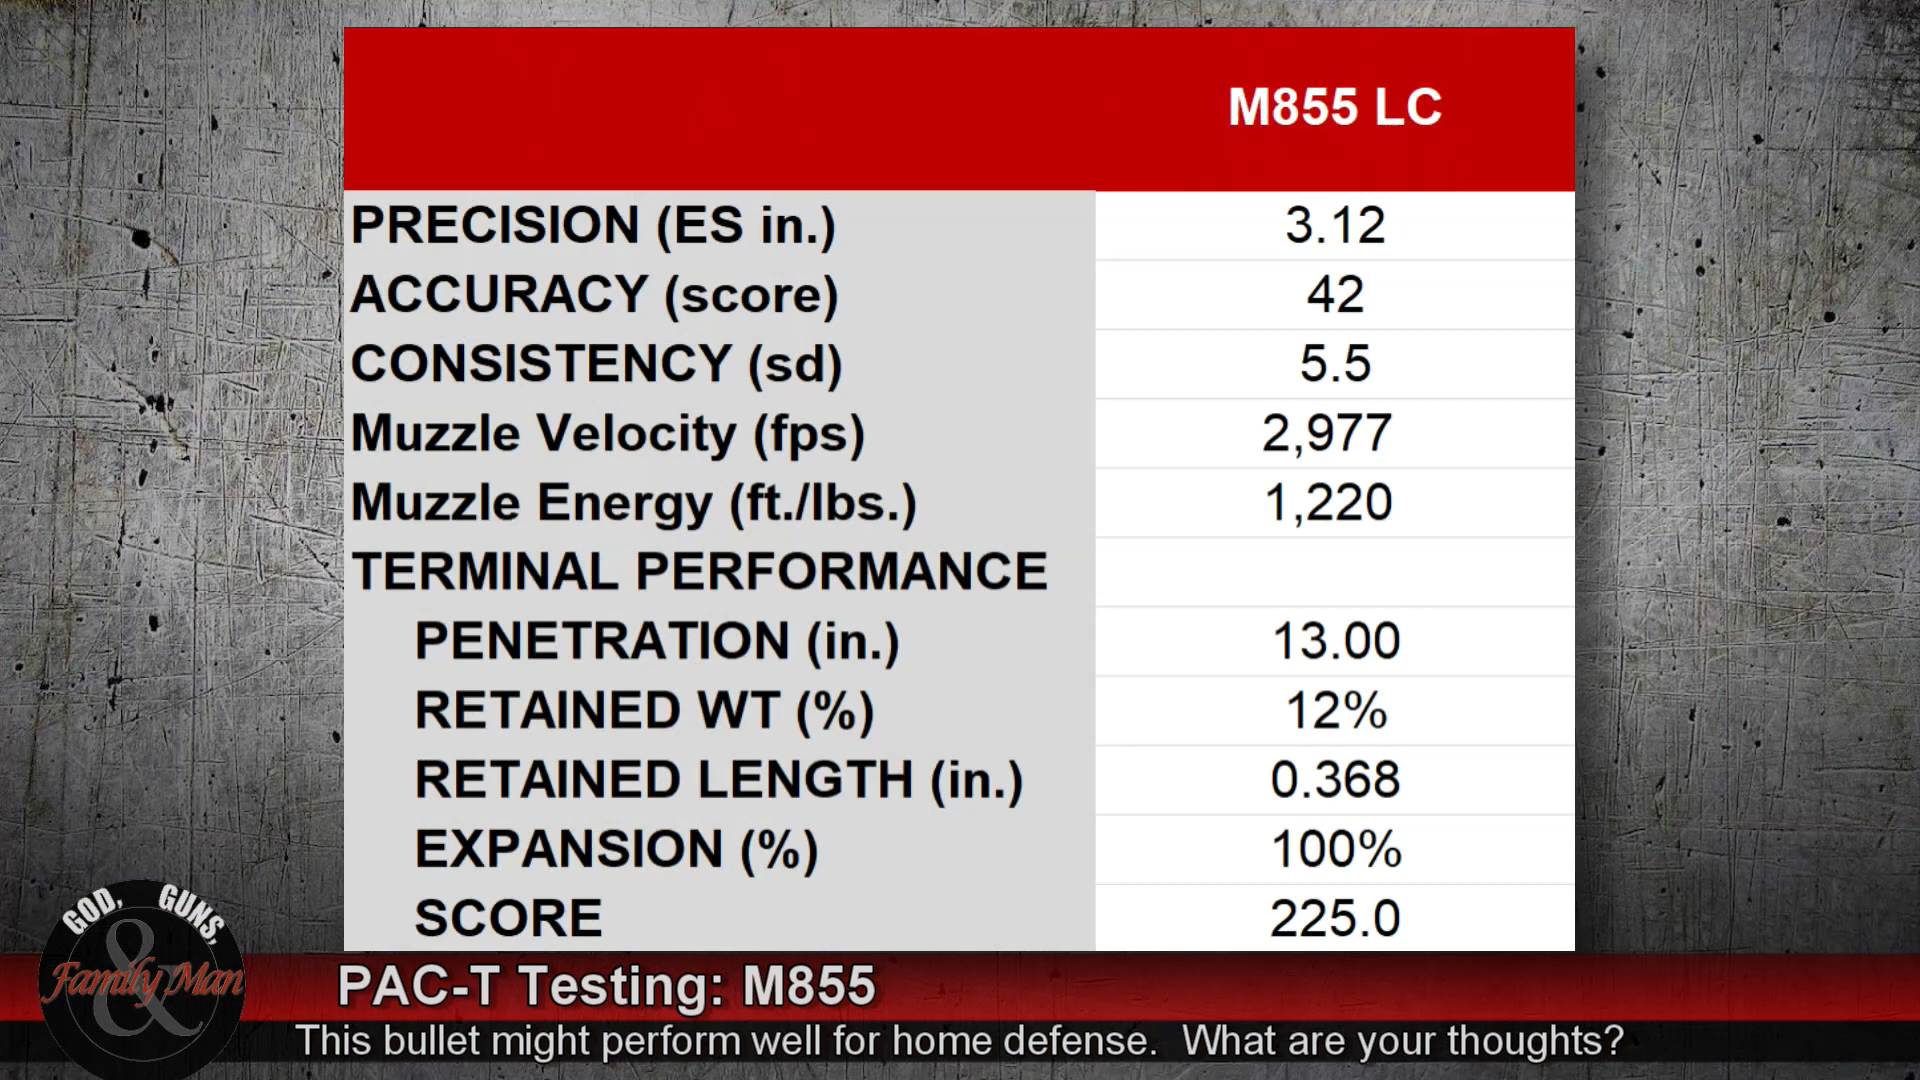 M855 LC
PRECISION (ES in.) 3.12
ACCURACY (score) 42
CONSISTENCY (sd) 5.5
Muzzle Velocity (fps) 2,977
Muzzle Energy (ft./lbs.) 1,220
TERMINAL PERFORMANCE
PENETRATION (in.) 13.00
RETAINED WT (%) 12%
RETAINED LENGTH (in.) 0.368
EXPANSION (%) 100%
SCORE 225.0
GOD, GUNS,
&
Family Man
PAC-T Testing: M855
This bullet might perform well for home defense. What are your thoughts?